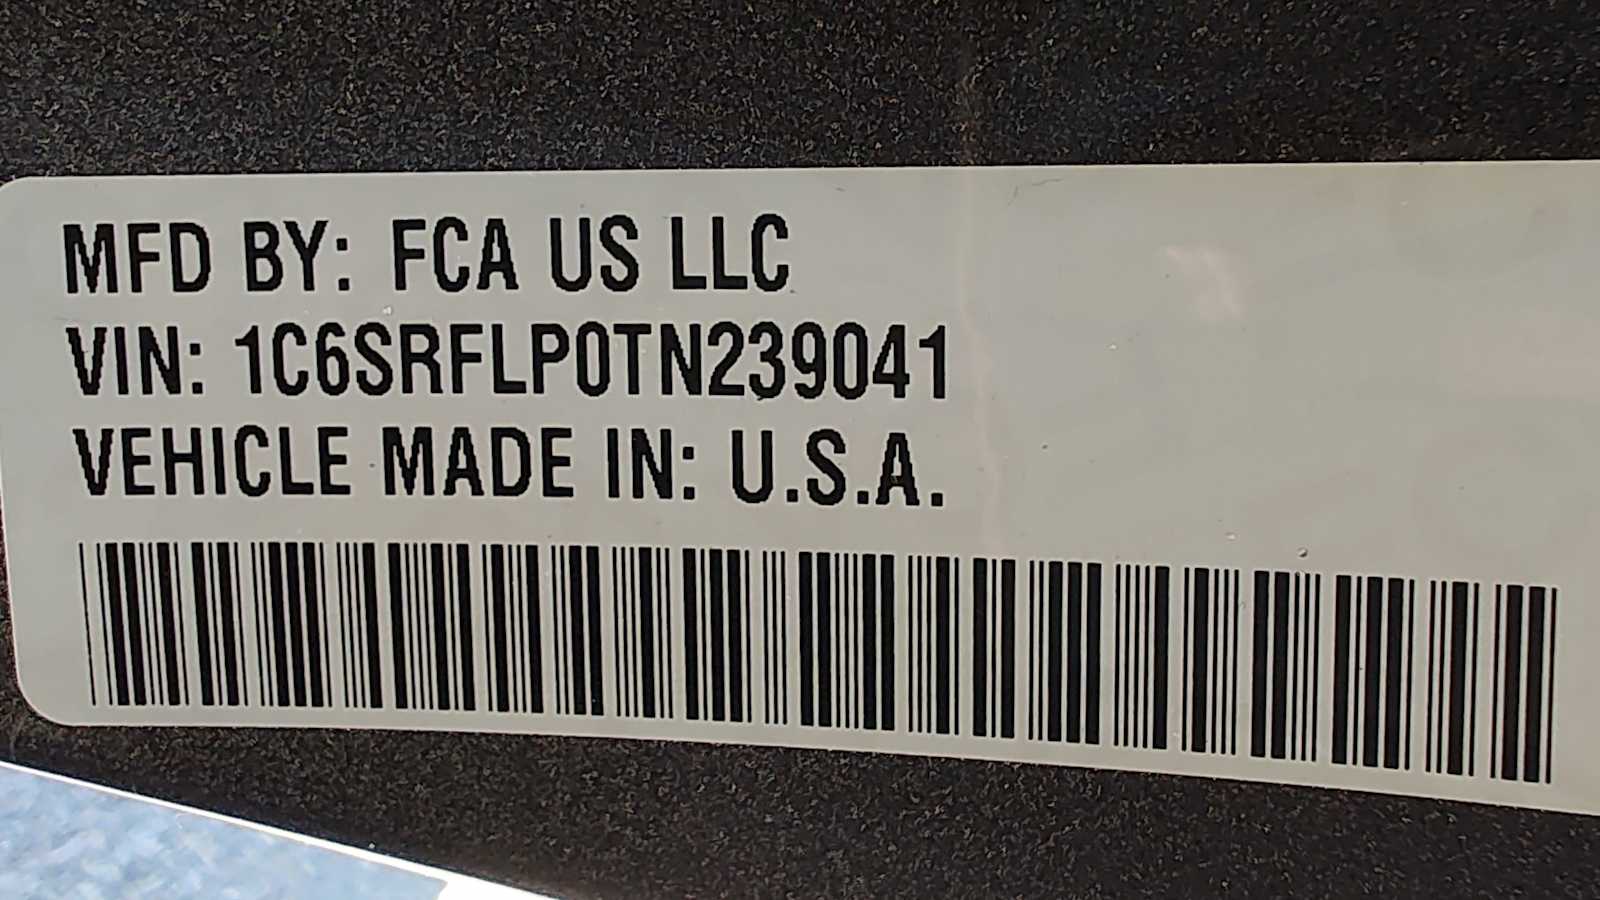 MFD BY: FCA US LLC
VIN: 1C6SRFLP0TN239041
VEHICLE MADE IN: U.S.A.